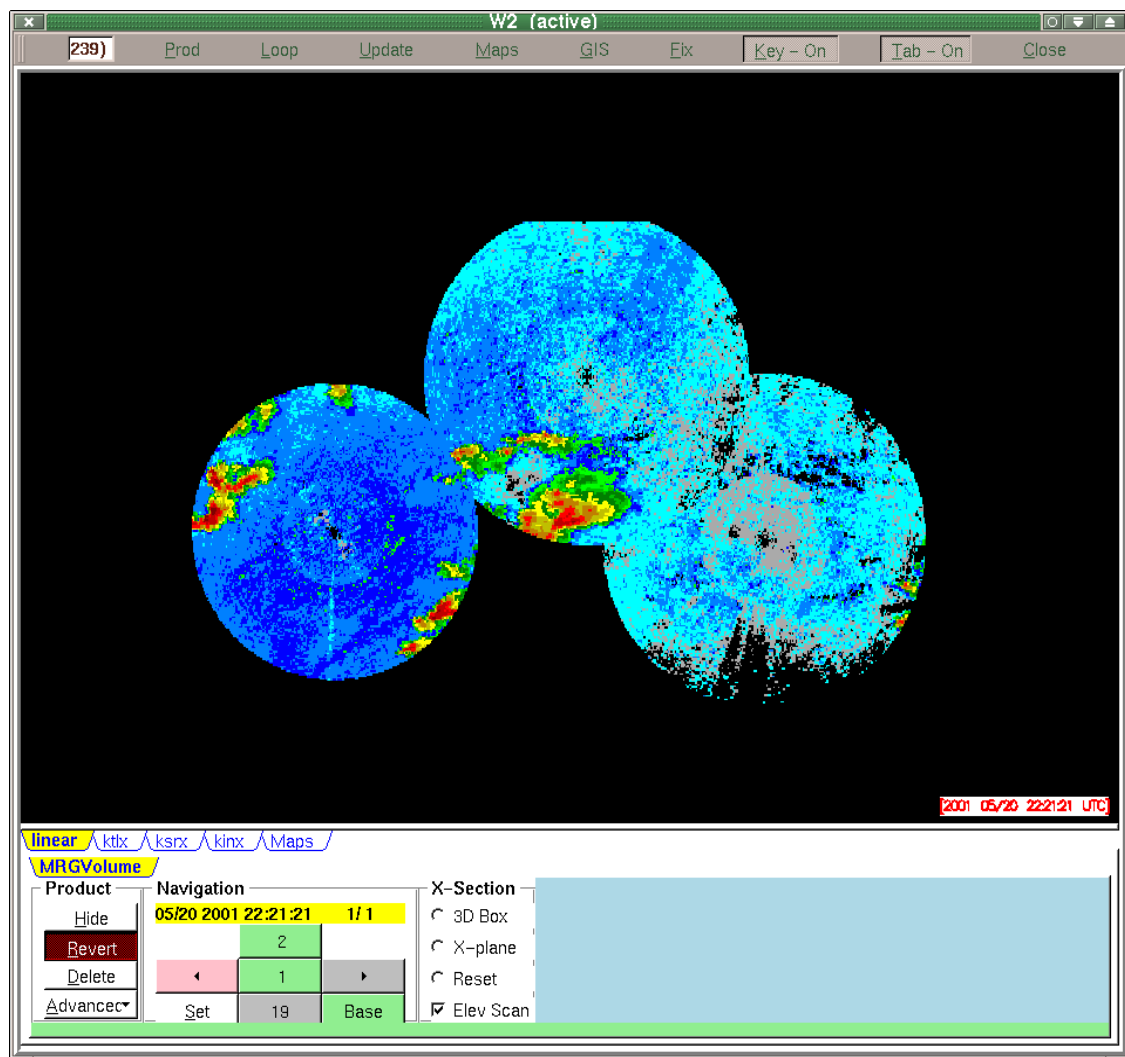 W2 (active)
239) Prod Loop Update Maps GIS Fix Key - On Tab - On Close
[2001 05/20 22:21:21 UTC]
linear ktlx ksrx kinx Maps
MRGVolume
Product Navigation X-Section
Hide 05/20 2001 22:21:21 1/ 1 3D Box
Revert 2 X-plane
Delete 1 Reset
Advancec Set 19 Base Elev Scan